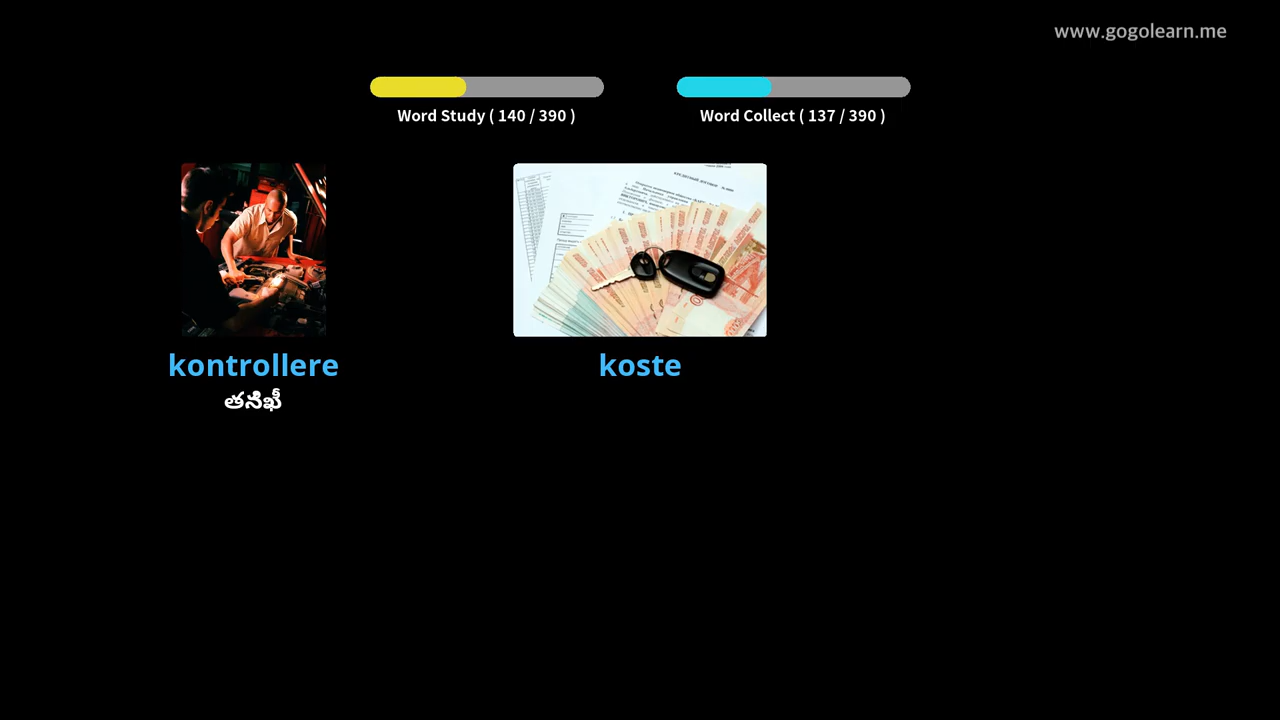 www.gogolearn.me
Word Study ( 140 / 390 )
Word Collect ( 137 / 390 )
kontrollere
koste
తనిఖీ